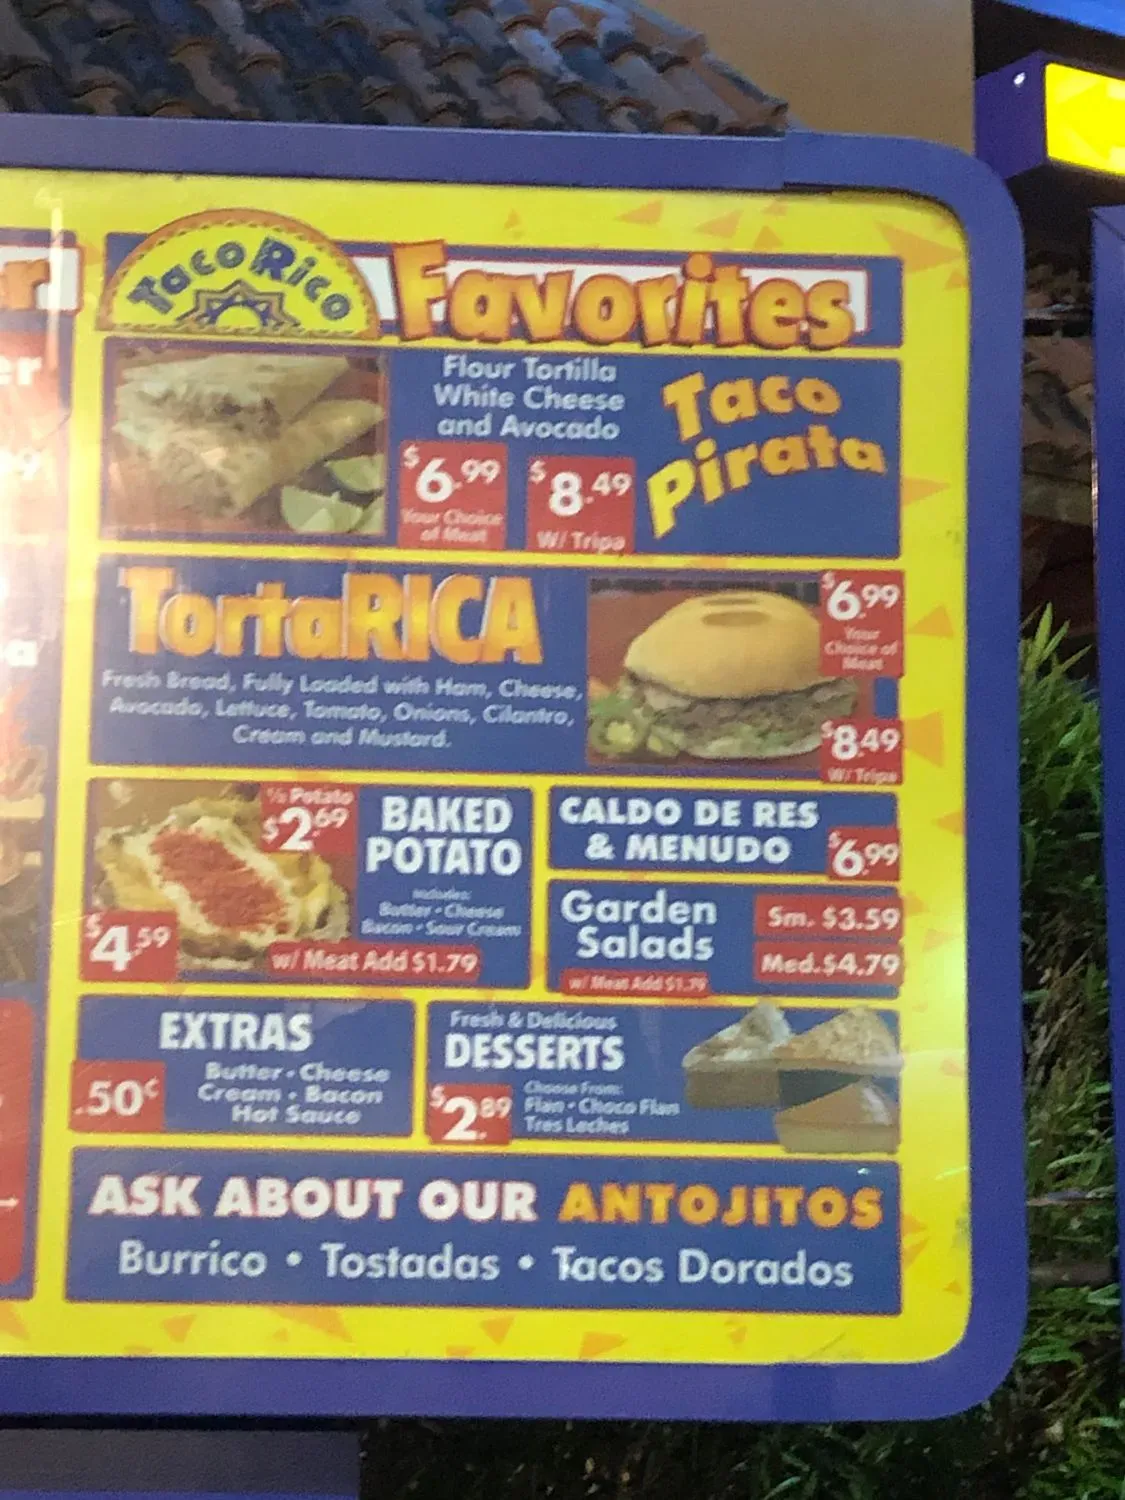 Taco Rico
Favorites
Flour Tortilla
White Cheese
and Avocado
Taco
Pirata
$6.99
Your Choice
of Meat
$8.49
W/ Tripa
TortaRICA
Fresh Bread, Fully Loaded with Ham, Cheese,
Avocado, Lettuce, Tomato, Onions, Cilantro,
Cream and Mustard.
$6.99
Your
Choice of
Meat
$8.49
W/ Tripa
½ Potato
$2.69
$4.59
BAKED
POTATO
Includes:
Butter • Cheese
Bacon • Sour Cream
w/ Meat Add $1.79
CALDO DE RES
& MENUDO
$6.99
Garden
Salads
w/ Meat Add $1.79
Sm. $3.59
Med. $4.79
EXTRAS
.50¢
Butter • Cheese
Cream • Bacon
Hot Sauce
Fresh & Delicious
DESSERTS
$2.89
Choose From:
Flan • Choco Flan
Tres Leches
ASK ABOUT OUR ANTOJITOS
Burrico • Tostadas • Tacos Dorados